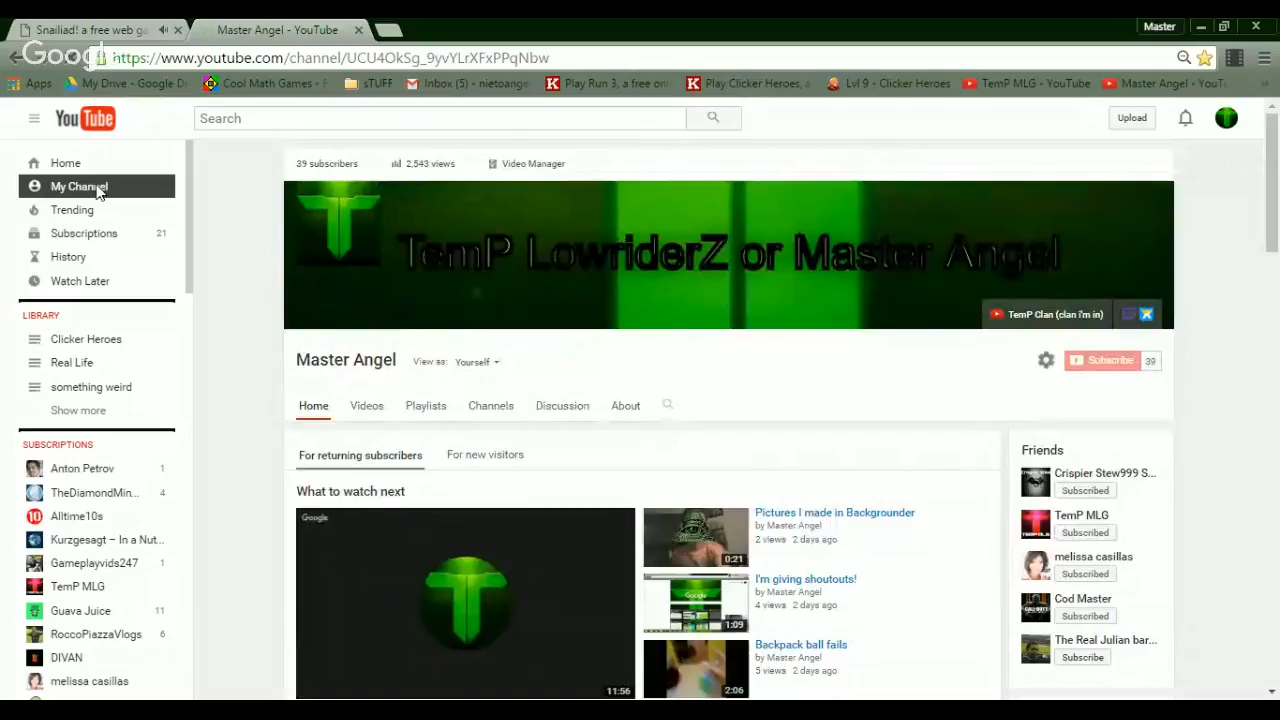 Snailiad! a free web ga
Master Angel - YouTube
Master
Google
https://www.youtube.com/channel/UCU4OkSg_9yvYLrXFxPPqNbw
Apps
My Drive - Google Dr
Cool Math Games - F
sTUFF
Inbox (5) - nietoange
Play Run 3, a free onl
Play Clicker Heroes, a
Lvl 9 - Clicker Heroes
TemP MLG - YouTube
Master Angel - YouT
YouTube
Search
Upload
Home
My Channel
Trending
Subscriptions 21
History
Watch Later
LIBRARY
Clicker Heroes
Real Life
something weird
Show more
SUBSCRIPTIONS
Anton Petrov 1
TheDiamondMin... 4
10 Alltime10s
Kurzgesagt – In a Nut...
Gameplayvids247 1
TemP MLG
Guava Juice 11
RoccoPiazzaVlogs 6
DIVAN
melissa casillas
39 subscribers
2,543 views
Video Manager
TemP LowriderZ or Master Angel
TemP Clan (clan i'm in)
Master Angel
View as: Yourself
Subscribe 39
Home
Videos
Playlists
Channels
Discussion
About
For returning subscribers
For new visitors
What to watch next
Google
11:56
0:21
Pictures I made in Backgrounder
by Master Angel
2 views 2 days ago
Google
1:09
I'm giving shoutouts!
by Master Angel
4 views 2 days ago
2:06
Backpack ball fails
by Master Angel
5 views 2 days ago
Friends
Crispier Stew999 S...
Subscribed
TemP MLG
Subscribed
melissa casillas
Subscribed
Cod Master
Subscribed
The Real Julian bar...
Subscribe